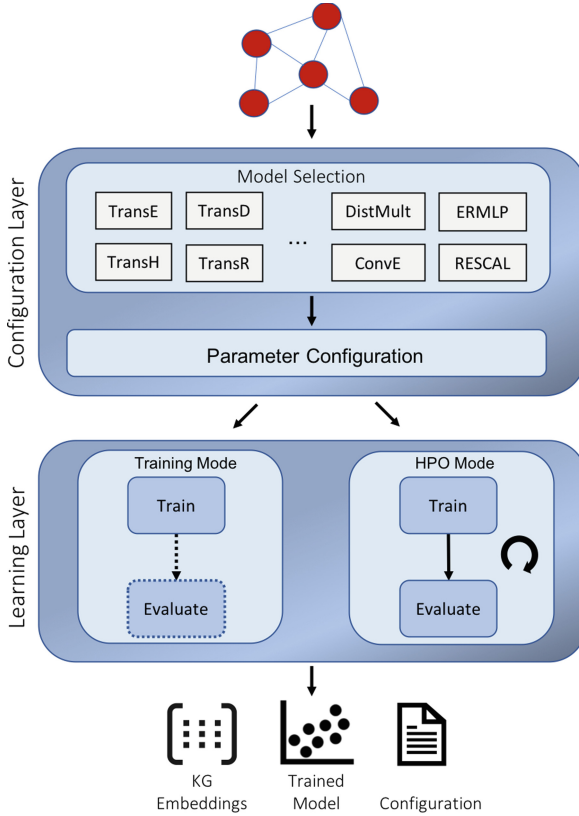 Configuration Layer
Model Selection
TransE TransD DistMult ERMLP
...
TransH TransR ConvE RESCAL
Parameter Configuration
Learning Layer
Training Mode HPO Mode
Train Train
Evaluate Evaluate
KG Trained
Embeddings Model Configuration